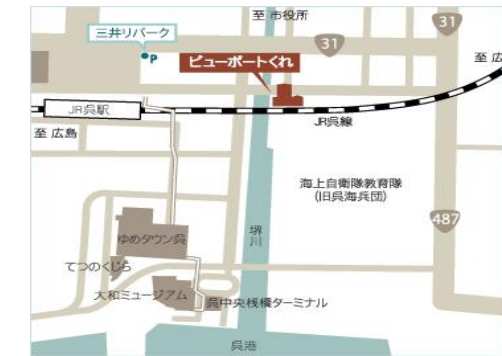 至 市役所
三井リパーク
P
31
31
ビューポートくれ
至 広
JR呉駅
JR呉線
至 広島
海上自衛隊教育隊
(旧呉海兵団)
487
堺川
ゆめタウン呉
てつのくじら
大和ミュージアム
呉中央桟橋ターミナル
呉港